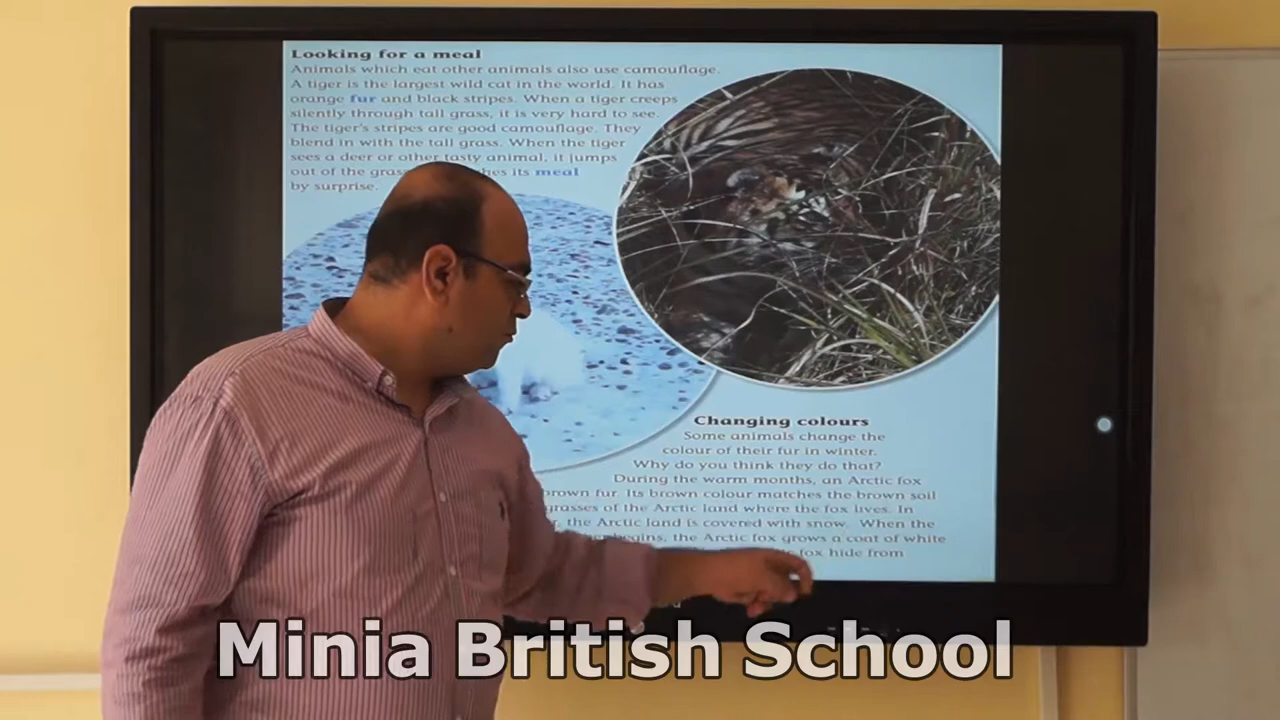 Looking for a meal
Animals which eat other animals also use camouflage.
A tiger is the largest wild cat in the world. It has
orange fur and black stripes. When a tiger creeps
silently through tall grass, it is very hard to see.
The tiger's stripes are good camouflage. They
blend in with the tall grass. When the tiger
sees a deer or other tasty animal, it jumps
out of the its meal
by surprise.
Changing colours
Some animals change the
colour of their fur in winter.
Why do you think they do that?
During the warm months, an Arctic fox
brown fur. Its brown colour matches the brown soil
grasses of the Arctic land where the fox lives. In
the Arctic land is covered with snow. When the
begins, the Arctic fox grows a coat of white
fox hide from
Minia British School